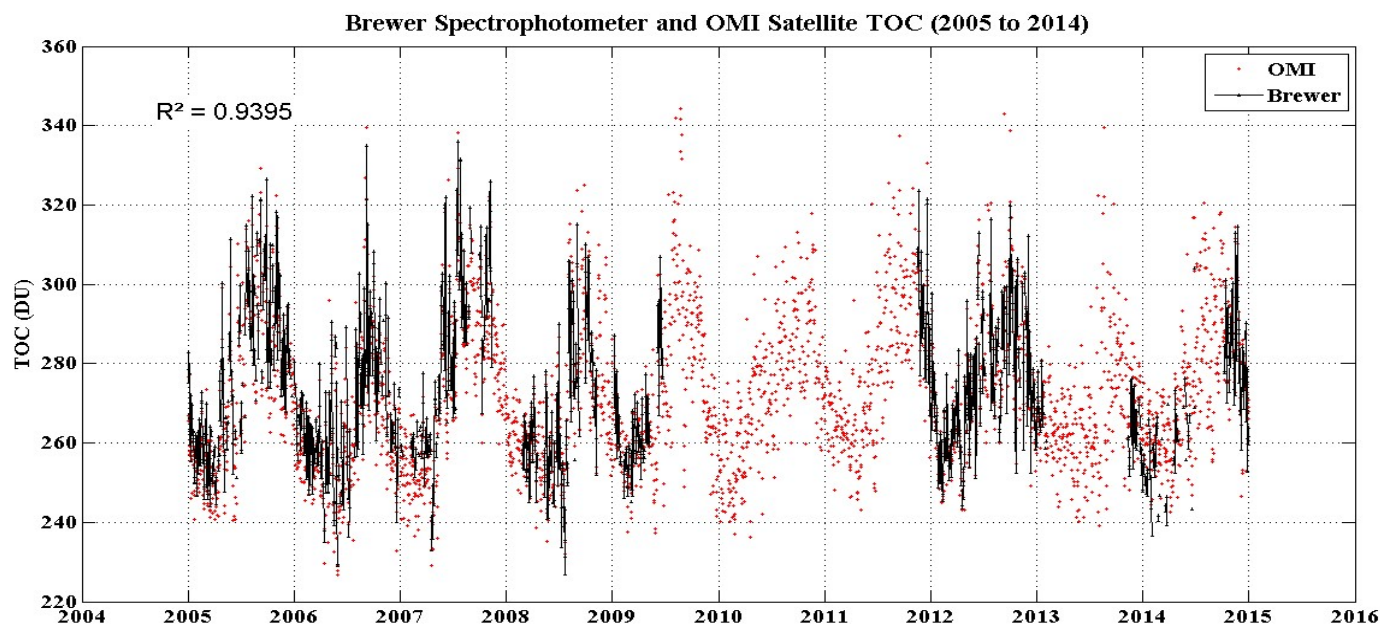 Brewer Spectrophotometer and OMI Satellite TOC (2005 to 2014)
360
340
320
300
280
260
240
220
TOC (DU)
R² = 0.9395
OMI
Brewer
2004 2005 2006 2007 2008 2009 2010 2011 2012 2013 2014 2015 2016